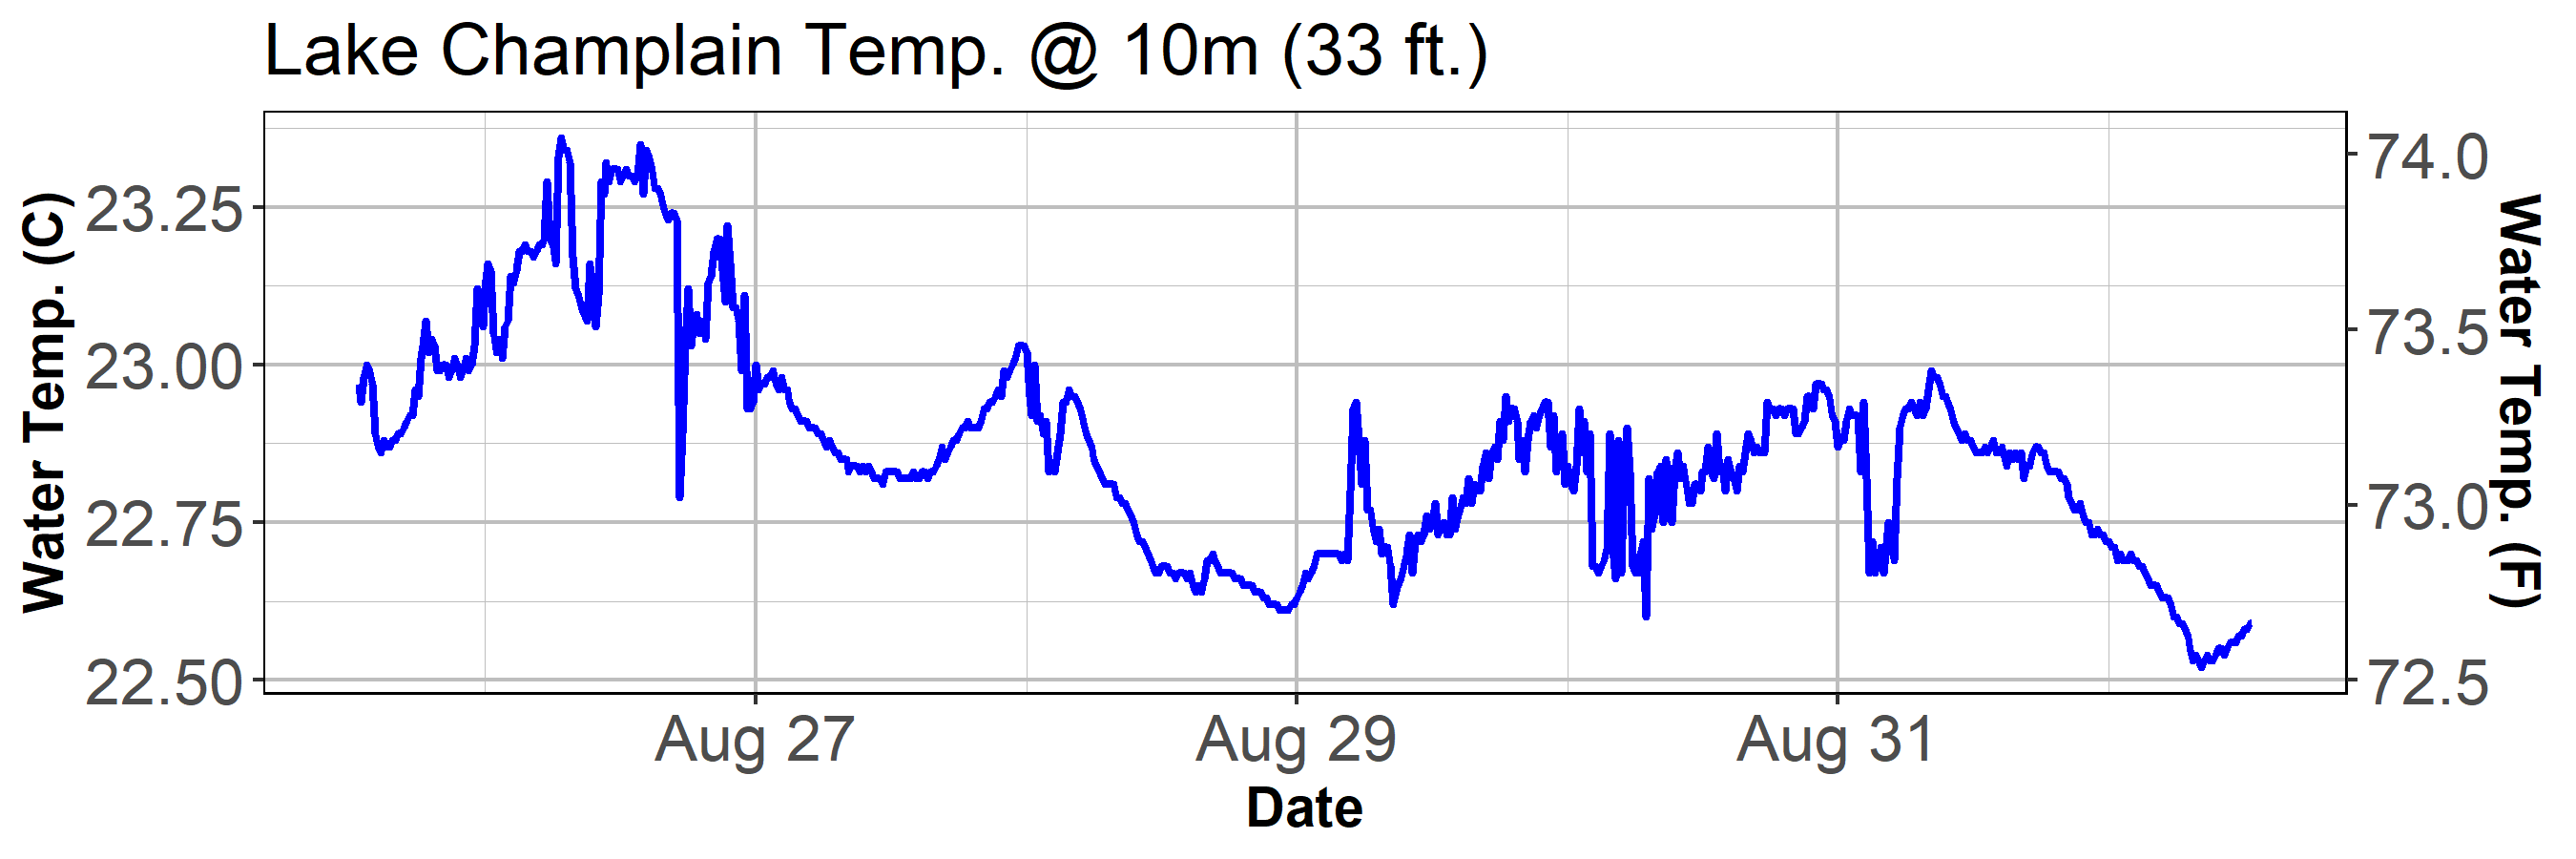 Lake Champlain Temp. @ 10m (33 ft.)
Water Temp. (C)
23.25
23.00
22.75
22.50
74.0
73.5
73.0
72.5
Water Temp. (F)
Aug 27
Aug 29
Aug 31
Date